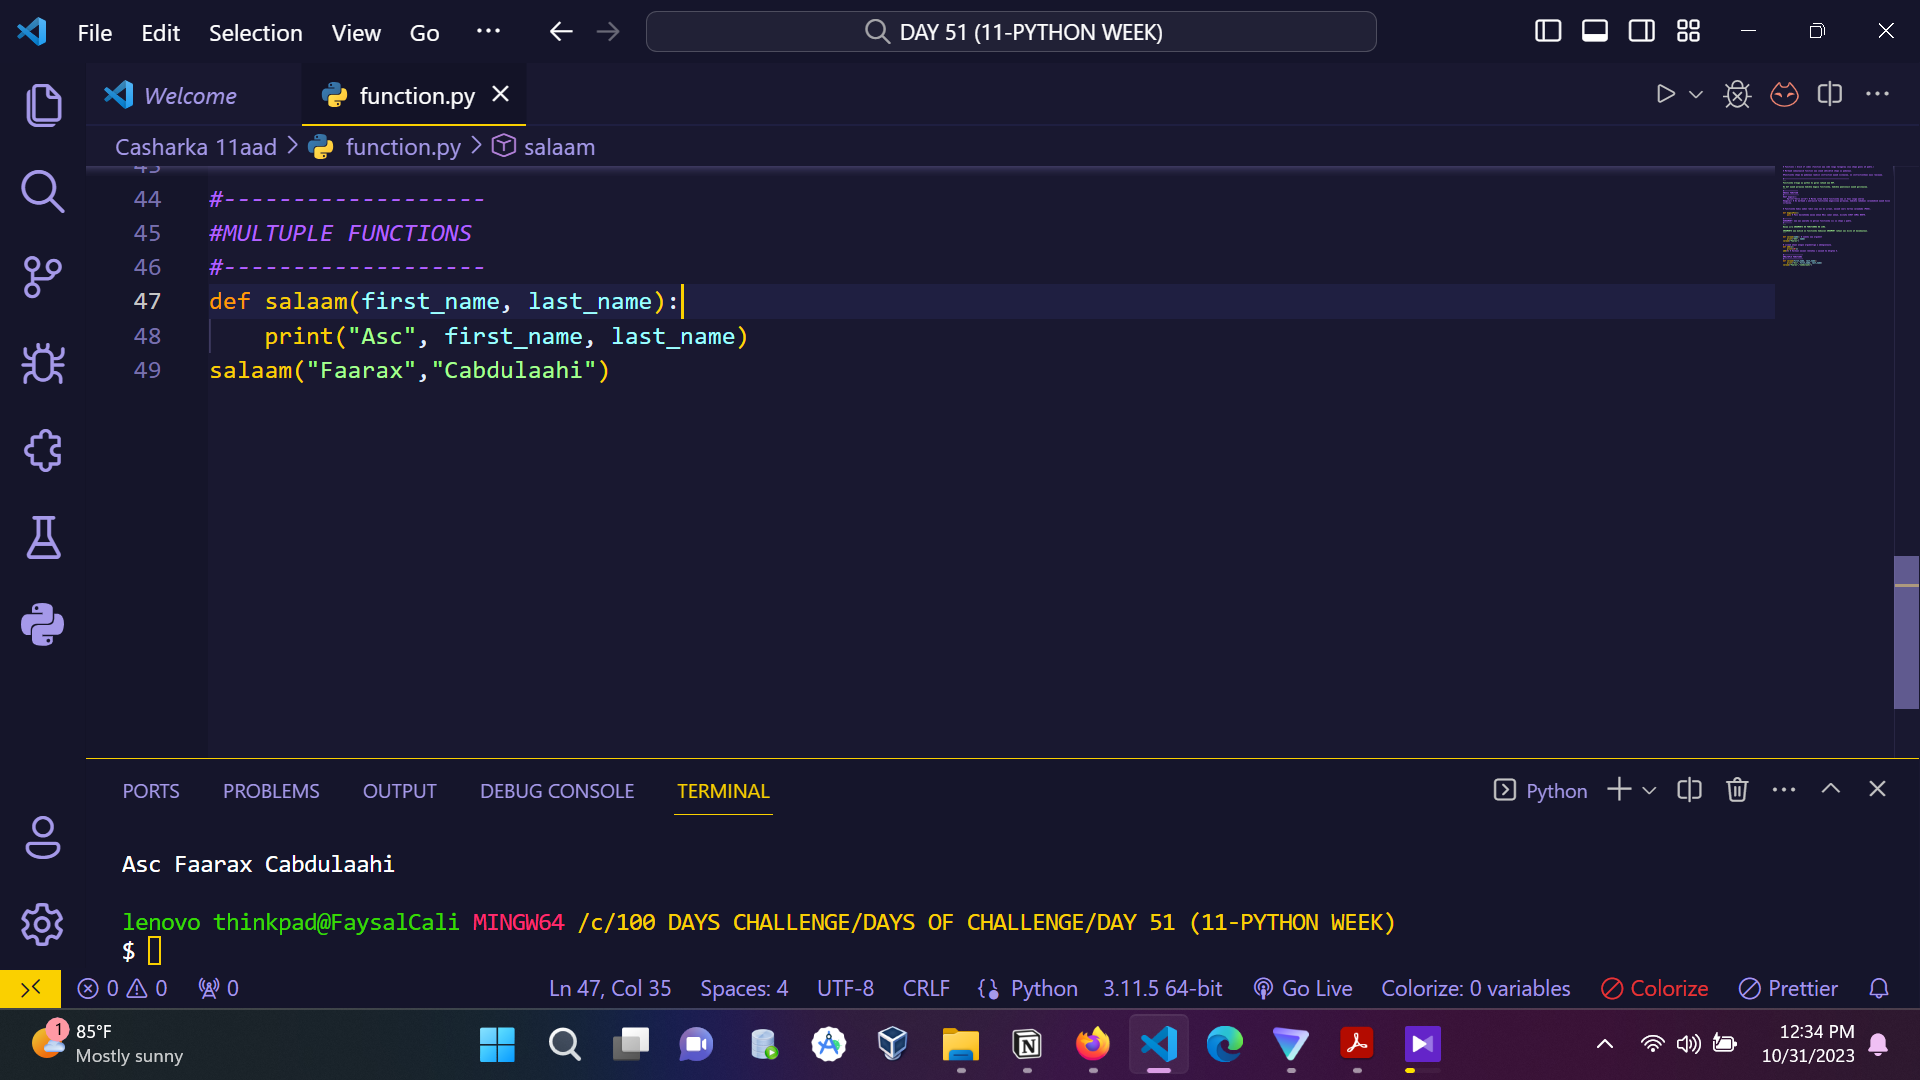 File Edit Selection View Go ··· DAY 51 (11-PYTHON WEEK)
Welcome function.py
Casharka 11aad > function.py > salaam
44 #-------------------
45 #MULTUPLE FUNCTIONS
46 #-------------------
47 def salaam(first_name, last_name):
48 print("Asc", first_name, last_name)
49 salaam("Faarax","Cabdulaahi")
PORTS PROBLEMS OUTPUT DEBUG CONSOLE TERMINAL Python
Asc Faarax Cabdulaahi
lenovo thinkpad@FaysalCali MINGW64 /c/100 DAYS CHALLENGE/DAYS OF CHALLENGE/DAY 51 (11-PYTHON WEEK)
$
0 0 0 Ln 47, Col 35 Spaces: 4 UTF-8 CRLF Python 3.11.5 64-bit Go Live Colorize: 0 variables Colorize Prettier
1 85°F
Mostly sunny
12:34 PM
10/31/2023